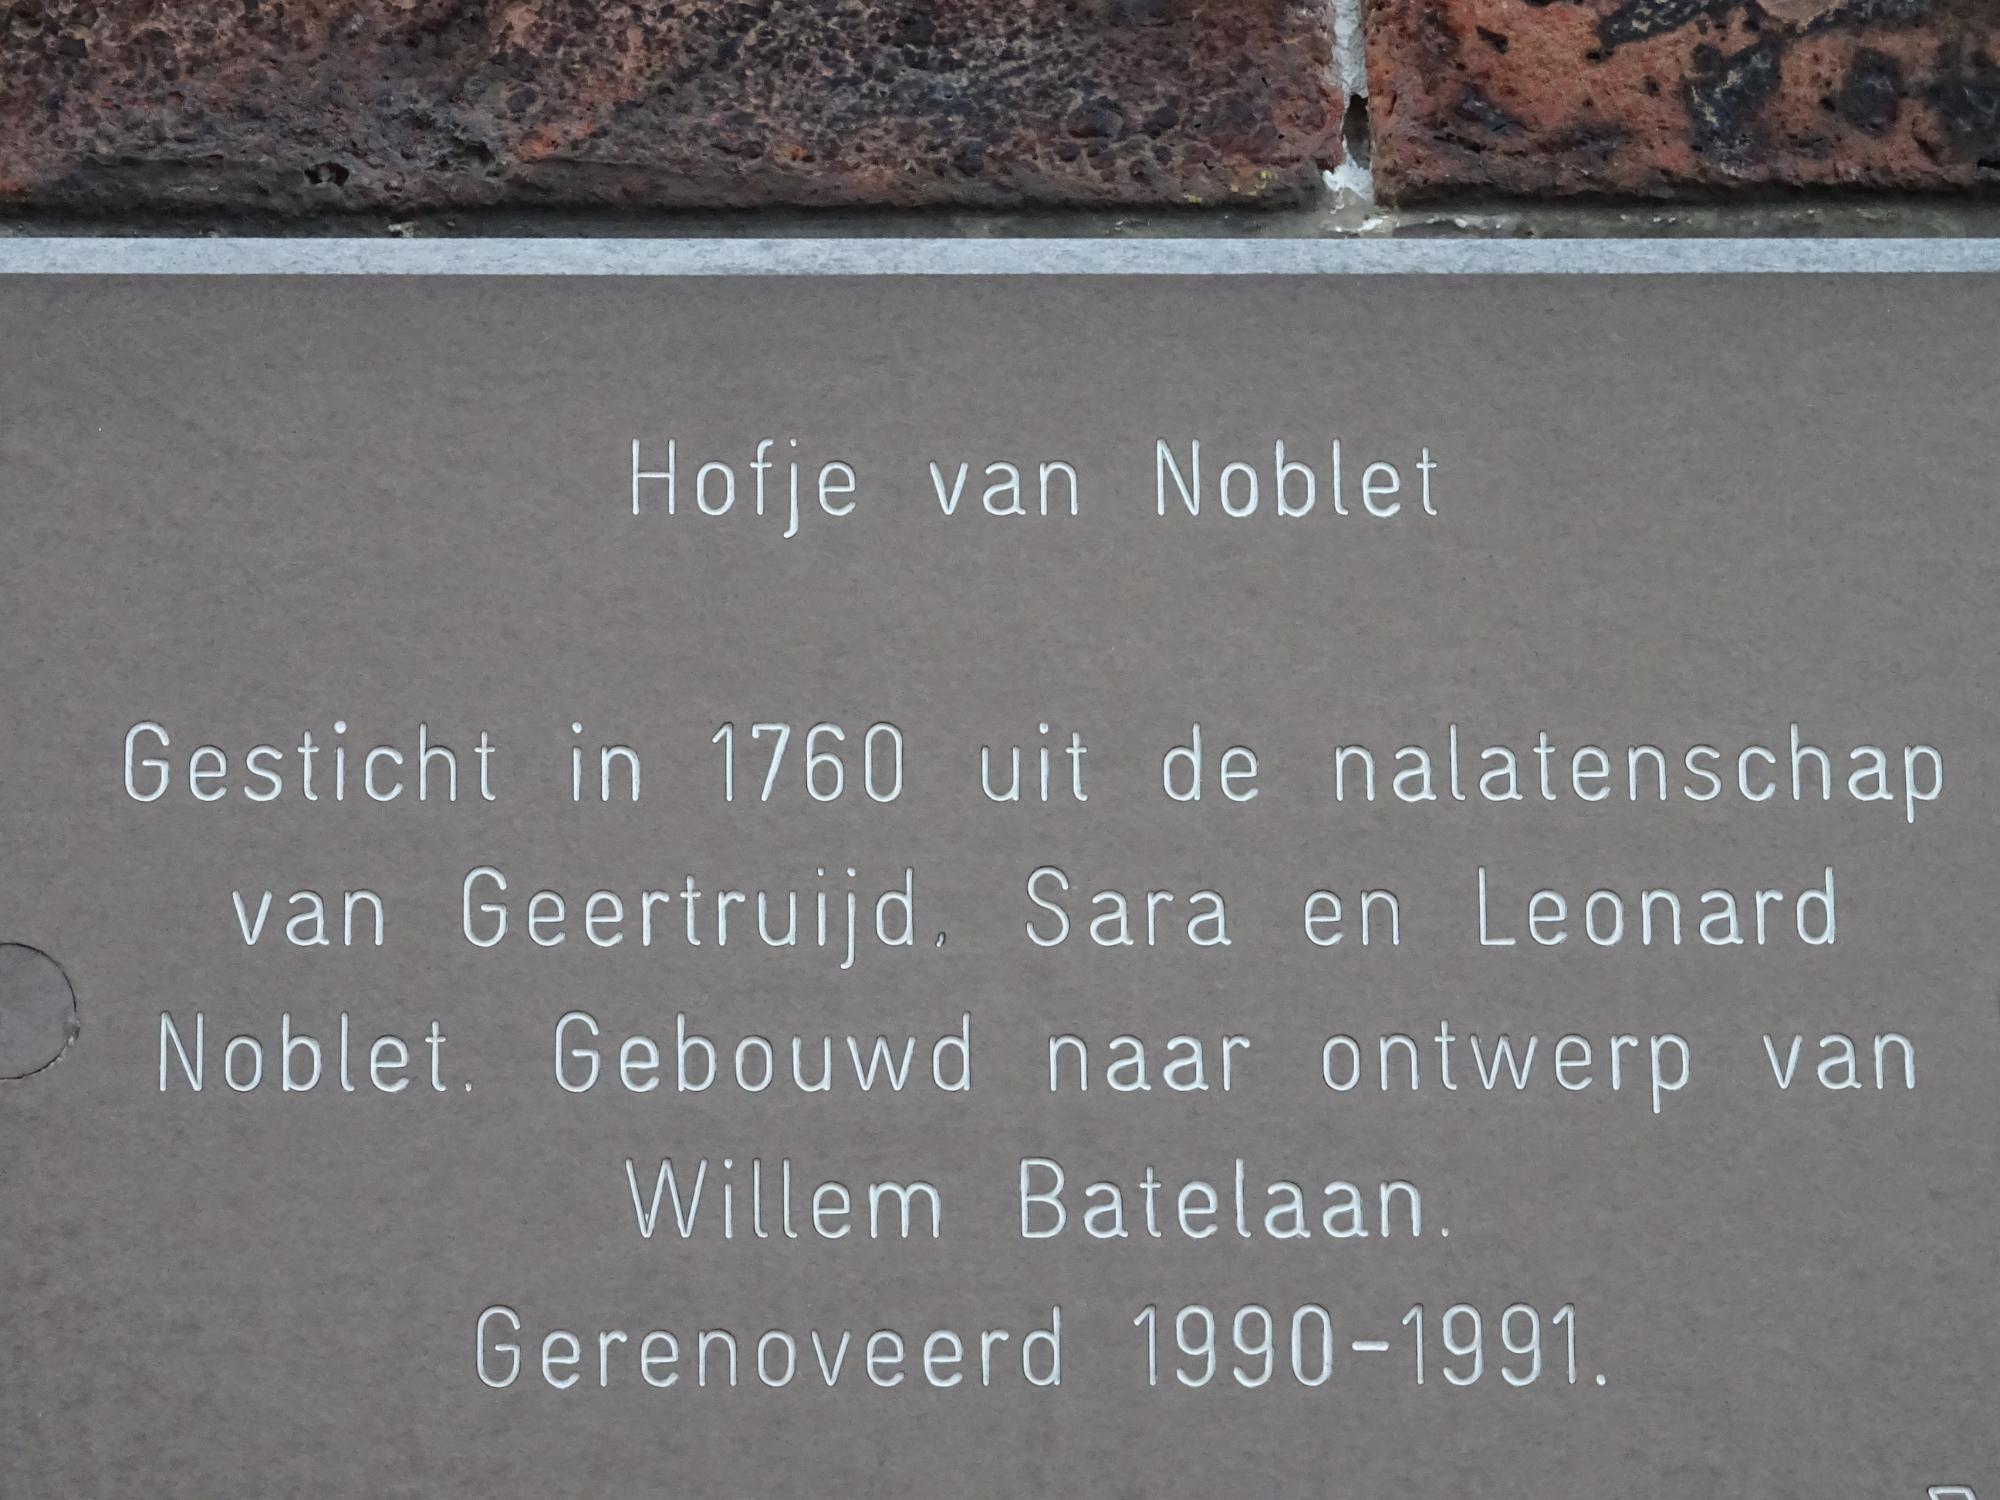 Hofje van Noblet
Gesticht in 1760 uit de nalatenschap
van Geertruijd, Sara en Leonard
Noblet. Gebouwd naar ontwerp van
Willem Batelaan.
Gerenoveerd 1990-1991.